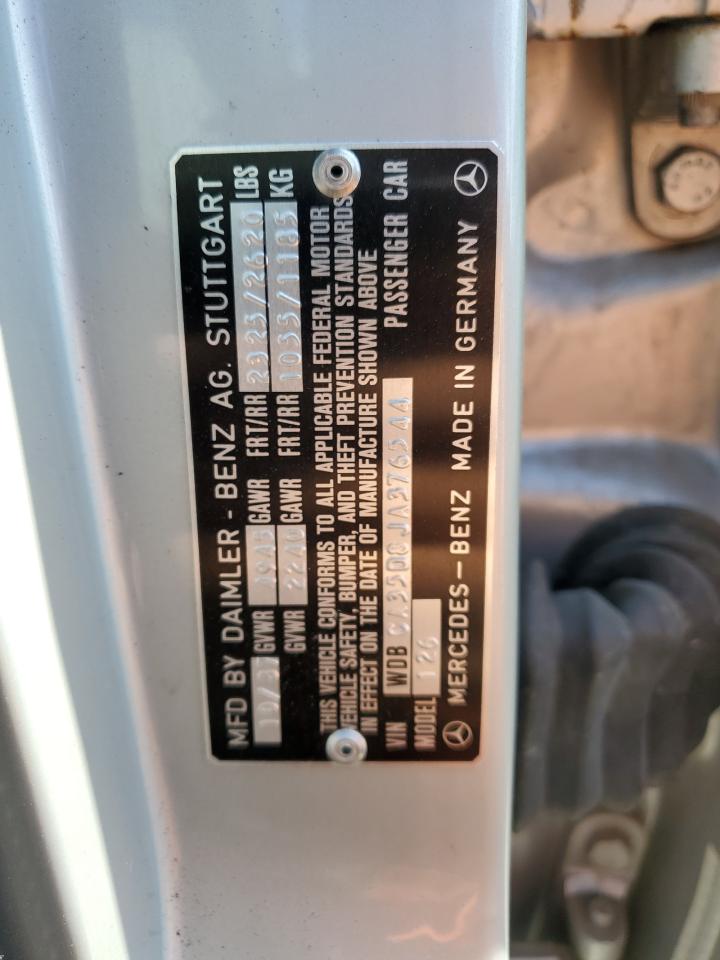 MFD BY DAIMLER - BENZ AG. STUTTGART
10/87 GVWR 4945 GAWR FRT/RR 2325/2620 LBS
GVWR 2240 GAWR FRT/RR 1055/1185 KG
THIS VEHICLE CONFORMS TO ALL APPLICABLE FEDERAL MOTOR
VEHICLE SAFETY, BUMPER, AND THEFT PREVENTION STANDARDS
IN EFFECT ON THE DATE OF MANUFACTURE SHOWN ABOVE
VIN WDB CA35D8JA376544 PASSENGER CAR
MODEL 126
MERCEDES-BENZ MADE IN GERMANY